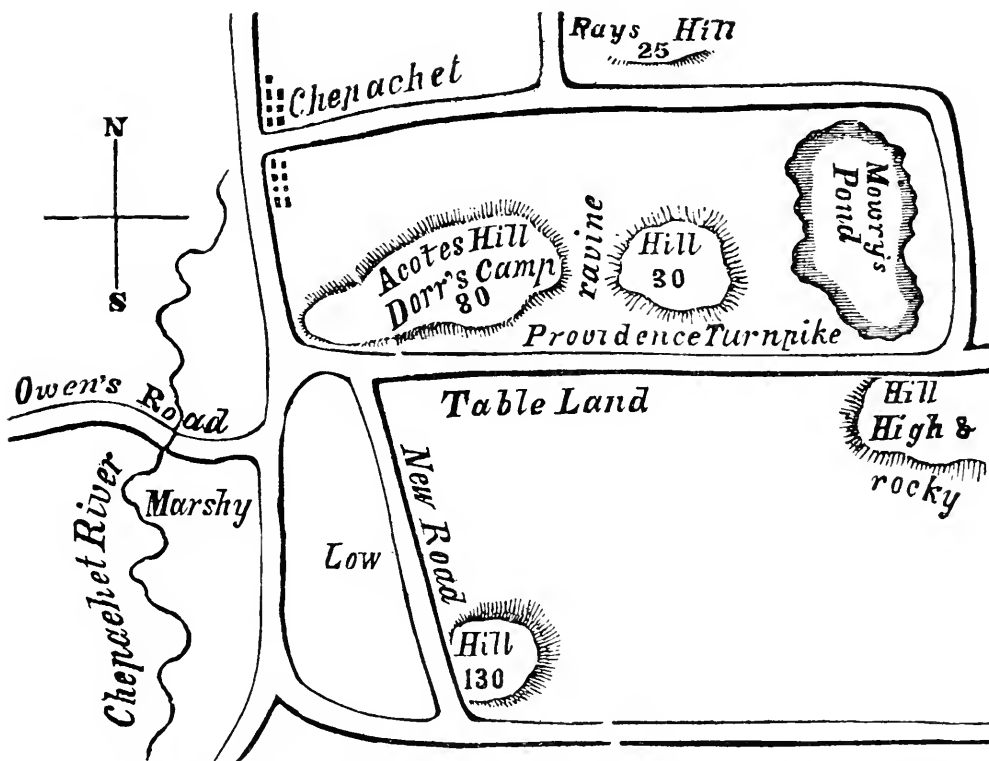 Rays Hill
25
Chepachet
N
S
Mowry's
Pond
ravine
Acotes Hill
Dorr's Camp
80
Hill
30
Providence Turnpike
Owen's Road
Table Land
Hill
High &
rocky
New Road
Chepachet River
Marshy
Low
Hill
130